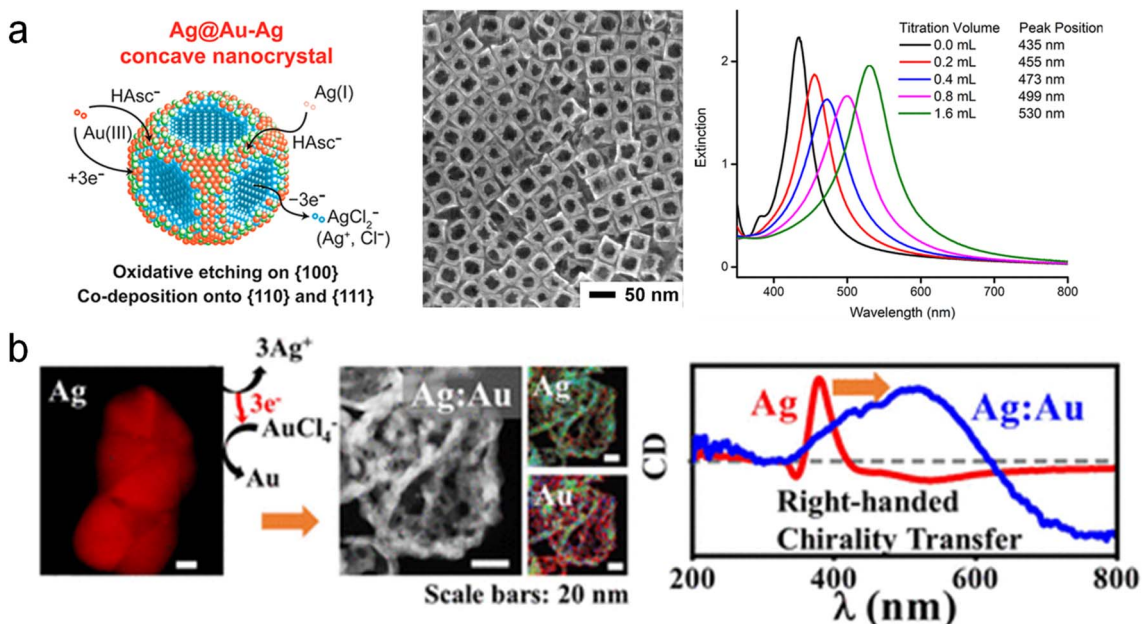 a
Ag@Au-Ag
concave nanocrystal
HAsc⁻
Ag(I)
Au(III)
HAsc⁻
+3e⁻
−3e⁻
AgCl₂⁻
(Ag⁺, Cl⁻)
Oxidative etching on {100}
Co-deposition onto {110} and {111}
50 nm
Extinction
2
1
0
Titration Volume Peak Position
0.0 mL 435 nm
0.2 mL 455 nm
0.4 mL 473 nm
0.8 mL 499 nm
1.6 mL 530 nm
400 500 600 700 800
Wavelength (nm)
b
Ag
3Ag⁺
3e⁻
AuCl₄⁻
Au
Ag:Au
Ag
Au
Scale bars: 20 nm
CD
Ag
Ag:Au
Right-handed
Chirality Transfer
200 400 600 800
λ (nm)